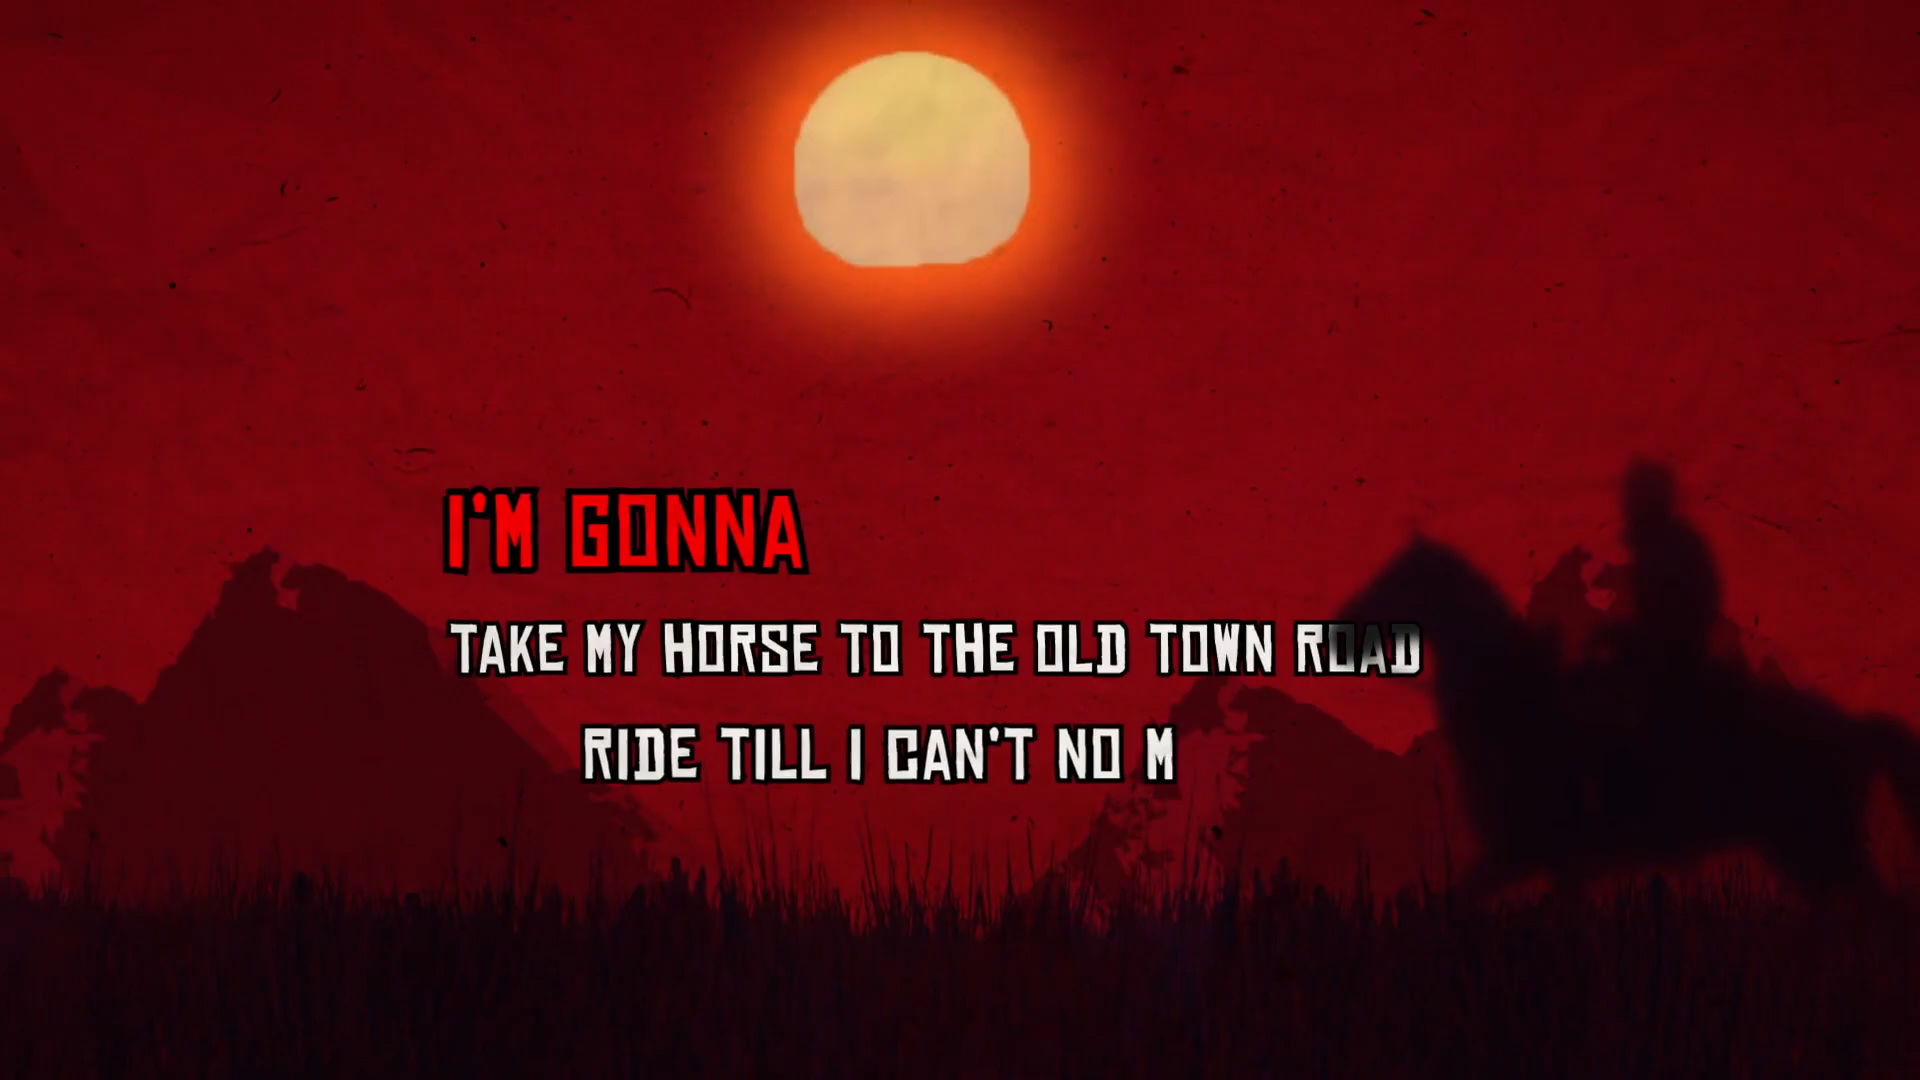 I'M GONNA
TAKE MY HORSE TO THE OLD TOWN ROAD
RIDE TILL I CAN'T NO M